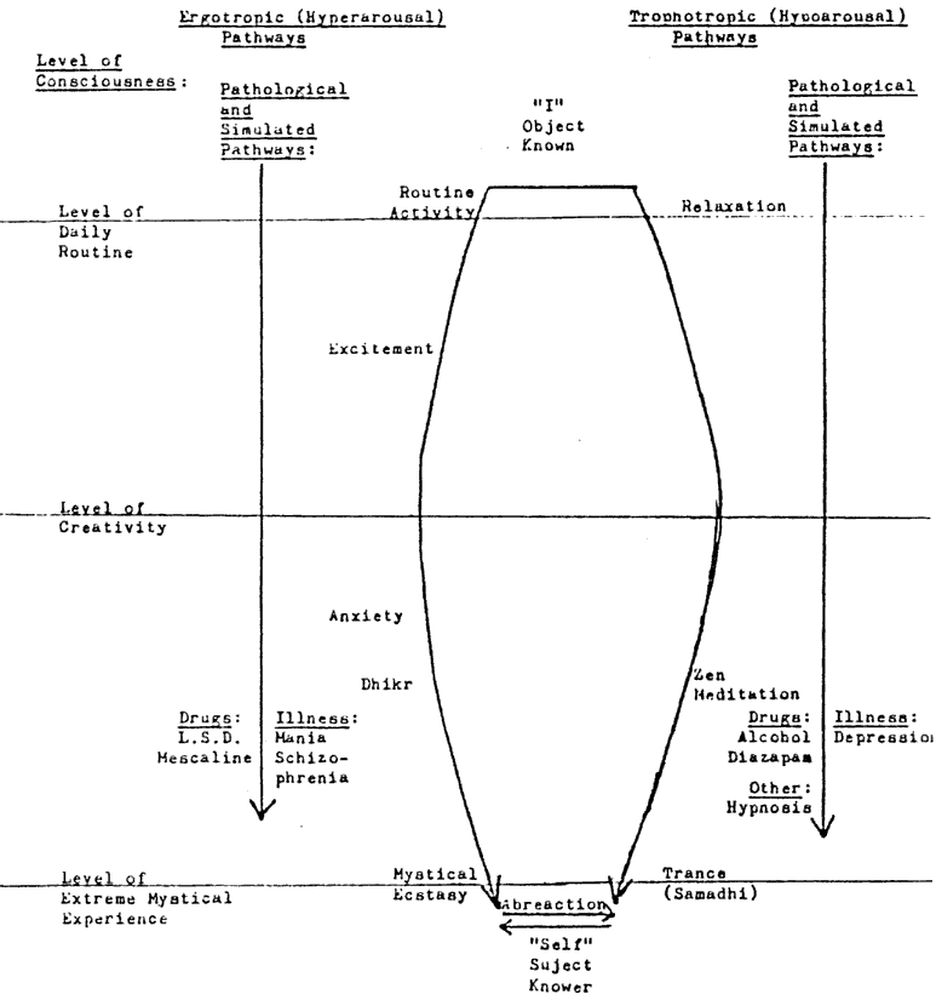 Ergotropic (Hyperarousal)
Pathways
Trophotropic (Hypoarousal)
Pathways
Level of
Consciousness:
Pathological
and
Simulated
Pathways:
"I"
Object
Known
Pathological
and
Simulated
Pathways:
Routine
Activity
Relaxation
Level of
Daily
Routine
Excitement
Level of
Creativity
Anxiety
Dhikr
Zen
Meditation
Drugs:
L.S.D.
Mescaline
Illness:
Mania
Schizo-
phrenia
Drugs:
Alcohol
Diazapam
Other:
Hypnosis
Illness:
Depression
Level of
Extreme Mystical
Experience
Mystical
Ecstasy
Abreaction
Trance
(Samadhi)
"Self"
Suject
Knower